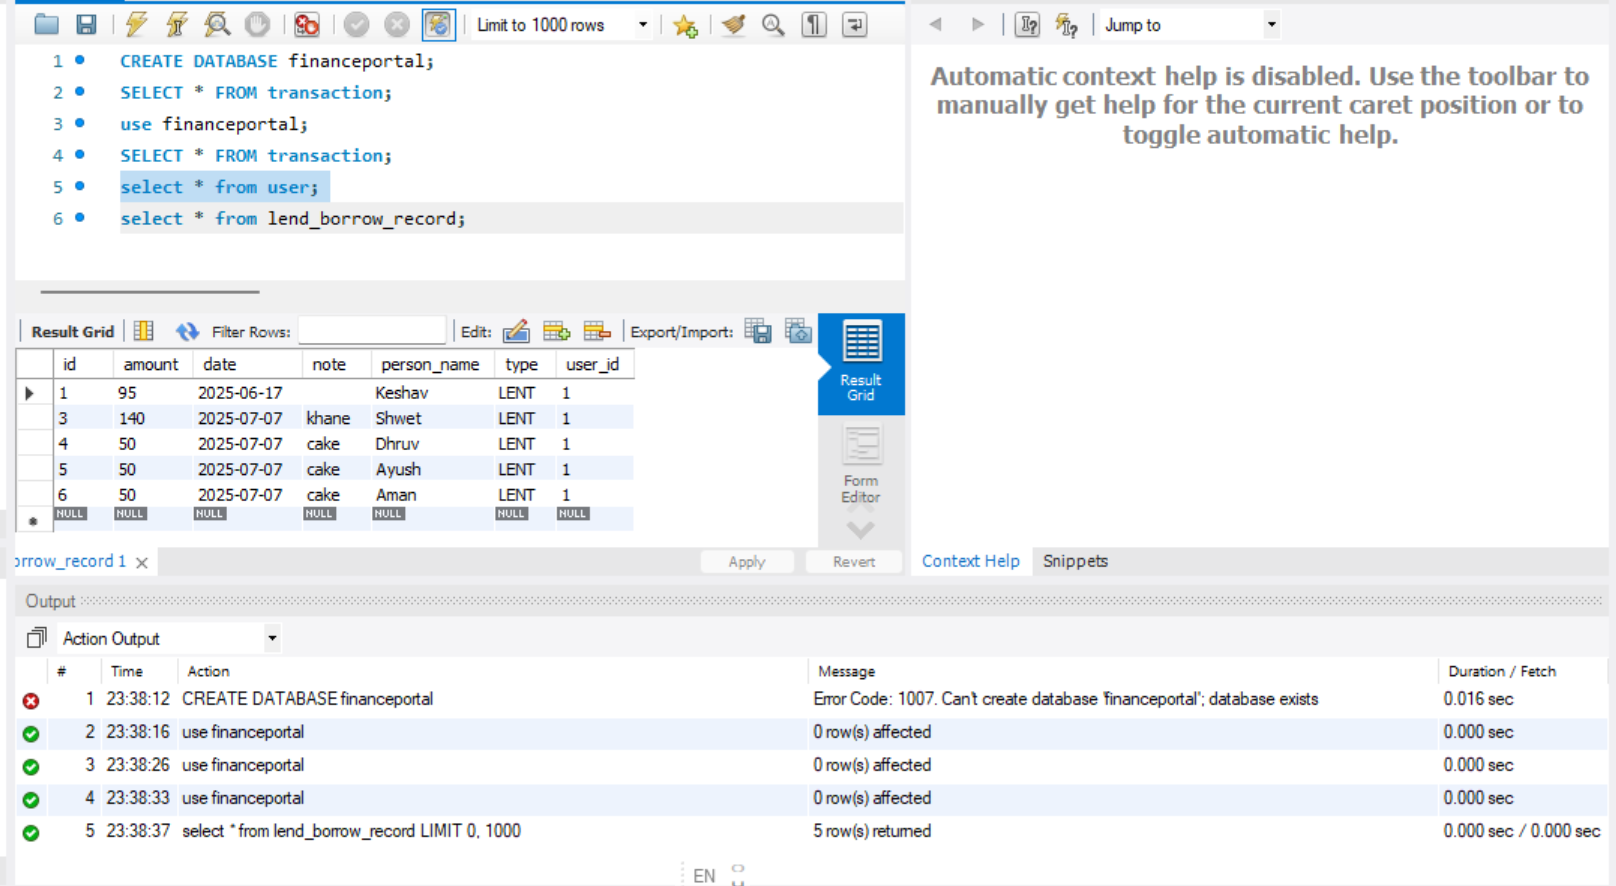 Limit to 1000 rows
Jump to
1 CREATE DATABASE financeportal;
2 SELECT * FROM transaction;
3 use financeportal;
4 SELECT * FROM transaction;
5 select * from user;
6 select * from lend_borrow_record;
Automatic context help is disabled. Use the toolbar to
manually get help for the current caret position or to
toggle automatic help.
Result Grid Filter Rows: Edit: Export/Import:
id amount date note person_name type user_id
1 95 2025-06-17 Keshav LENT 1
3 140 2025-07-07 khane Shwet LENT 1
4 50 2025-07-07 cake Dhruv LENT 1
5 50 2025-07-07 cake Ayush LENT 1
6 50 2025-07-07 cake Aman LENT 1
NULL NULL NULL NULL NULL NULL NULL
Result
Grid
Form
Editor
orrow_record 1 Apply Revert
Context Help Snippets
Output
Action Output
# Time Action Message Duration / Fetch
1 23:38:12 CREATE DATABASE financeportal Error Code: 1007. Can't create database 'financeportal'; database exists 0.016 sec
2 23:38:16 use financeportal 0 row(s) affected 0.000 sec
3 23:38:26 use financeportal 0 row(s) affected 0.000 sec
4 23:38:33 use financeportal 0 row(s) affected 0.000 sec
5 23:38:37 select * from lend_borrow_record LIMIT 0, 1000 5 row(s) returned 0.000 sec / 0.000 sec
EN